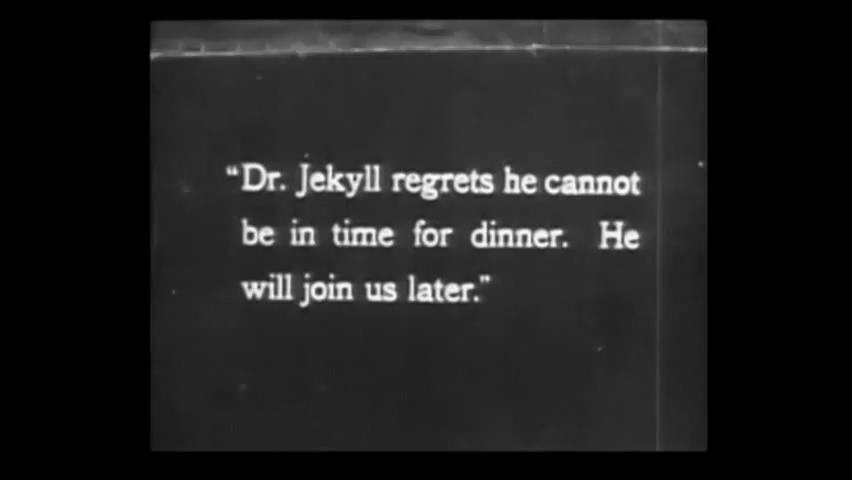 "Dr. Jekyll regrets he cannot
be in time for dinner. He
will join us later."